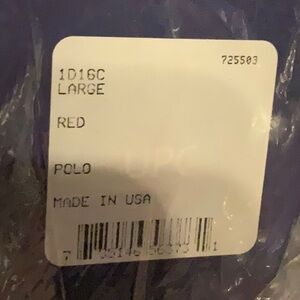 725503
1D16C
LARGE
RED
POLO
MADE IN USA